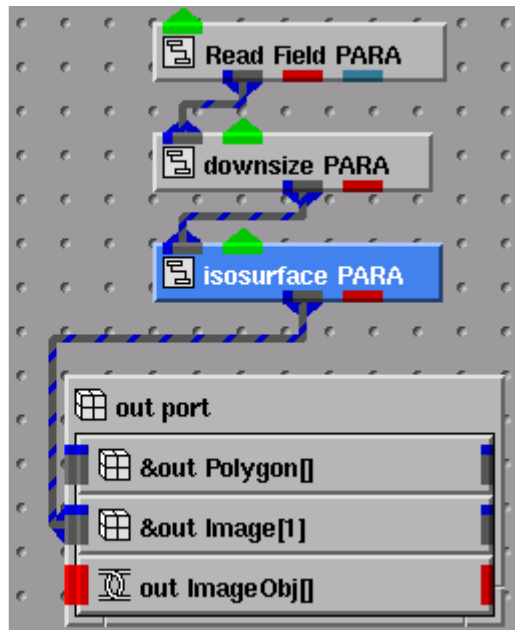 Read Field PARA
downsize PARA
isosurface PARA
out port
&out Polygon[]
&out Image[1]
out ImageObj[]